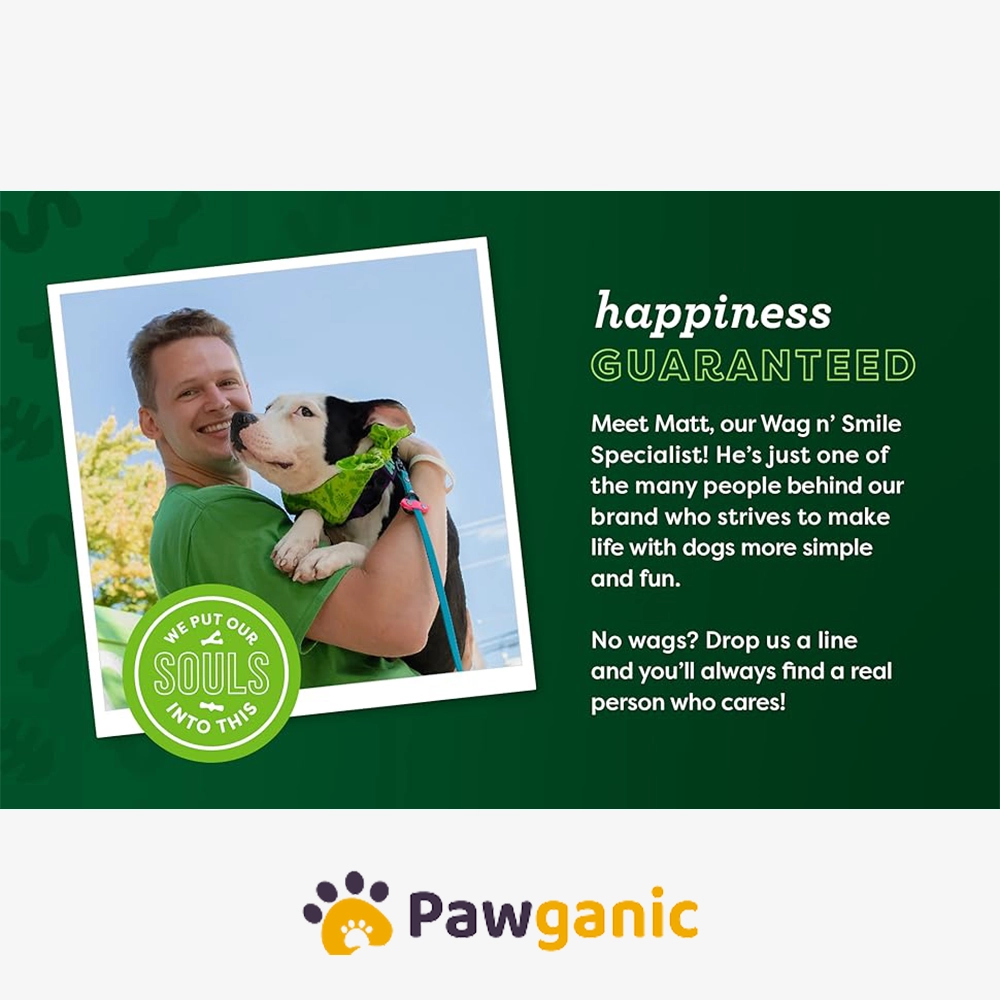 happiness
GUARANTEED
Meet Matt, our Wag n’ Smile
Specialist! He’s just one of
the many people behind our
brand who strives to make
life with dogs more simple
and fun.
No wags? Drop us a line
and you’ll always find a real
person who cares!
WE PUT OUR
SOULS
INTO THIS
Pawganic